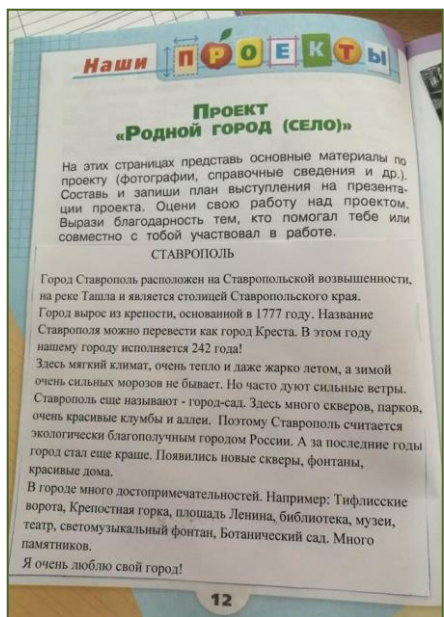 Наши ПРОЕКТЫ
ПРОЕКТ
«РОДНОЙ ГОРОД (СЕЛО)»
На этих страницах представь основные материалы по
проекту (фотографии, справочные сведения и др.).
Составь и запиши план выступления на презента-
ции проекта. Оцени свою работу над проектом.
Вырази благодарность тем, кто помогал тебе или
совместно с тобой участвовал в работе.
СТАВРОПОЛЬ
Город Ставрополь расположен на Ставропольской возвышенности,
на реке Ташла и является столицей Ставропольского края.
Город вырос из крепости, основанной в 1777 году. Название
Ставрополя можно перевести как город Креста. В этом году
нашему городу исполняется 242 года!
Здесь мягкий климат, очень тепло и даже жарко летом, а зимой
очень сильных морозов не бывает. Но часто дуют сильные ветры.
Ставрополь еще называют - город-сад. Здесь много скверов, парков,
очень красивые клумбы и аллеи. Поэтому Ставрополь считается
экологически благополучным городом России. А за последние годы
город стал еще краше. Появились новые скверы, фонтаны,
красивые дома.
В городе много достопримечательностей. Например: Тифлисские
ворота, Крепостная горка, площадь Ленина, библиотека, музеи,
театр, светомузыкальный фонтан, Ботанический сад. Много
памятников.
Я очень люблю свой город!
12